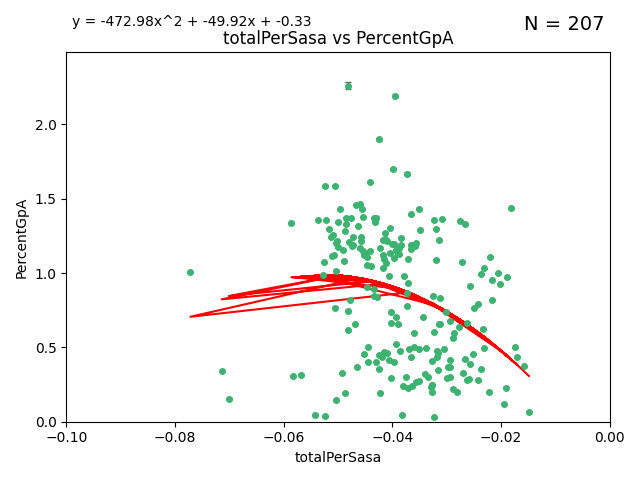 y = -472.98x^2 + -49.92x + -0.33
N = 207
totalPerSasa vs PercentGpA
PercentGpA
2.0
1.5
1.0
0.5
0.0
-0.10
-0.08
-0.06
-0.04
-0.02
0.00
totalPerSasa